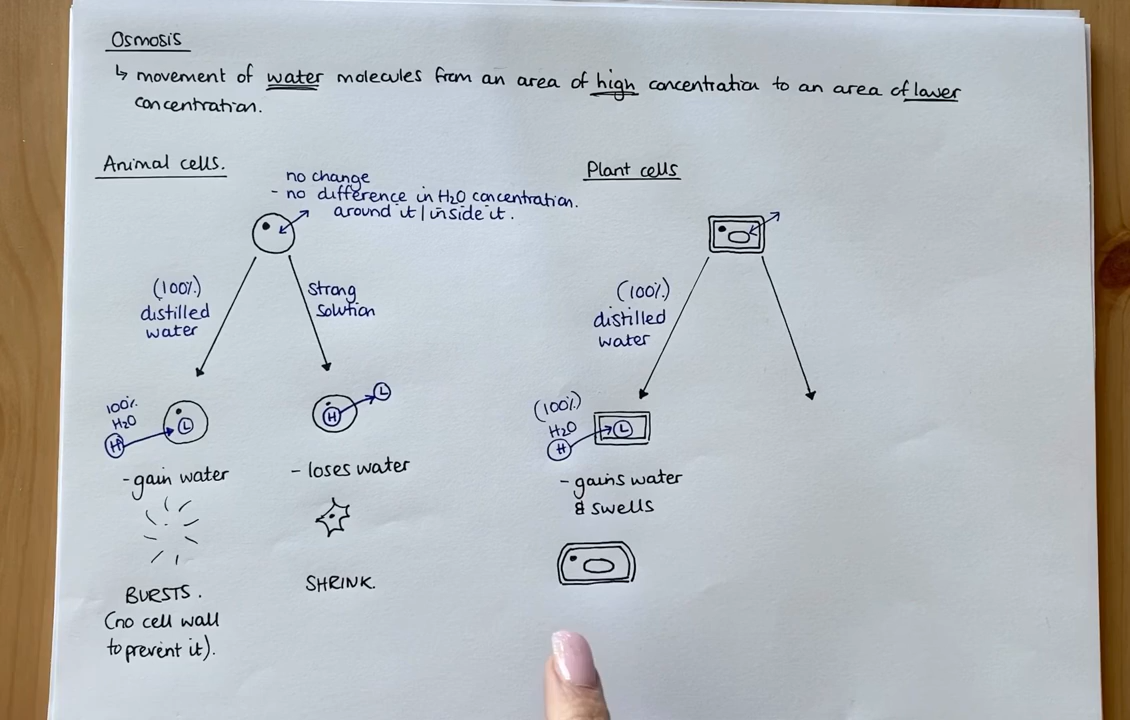 Osmosis
↳ movement of water molecules from an area of high concentration to an area of lower
concentration.
Animal cells.
no change
- no difference in H2O concentration.
around it / inside it.
(100%)
distilled
water
Strong
Solution
100%
H2O
H
L
H
L
- gain water
- loses water
BURSTS.
(no cell wall
to prevent it).
SHRINK.
Plant cells
(100%)
distilled
water
(100%)
H2O
H
L
- gains water
& swells